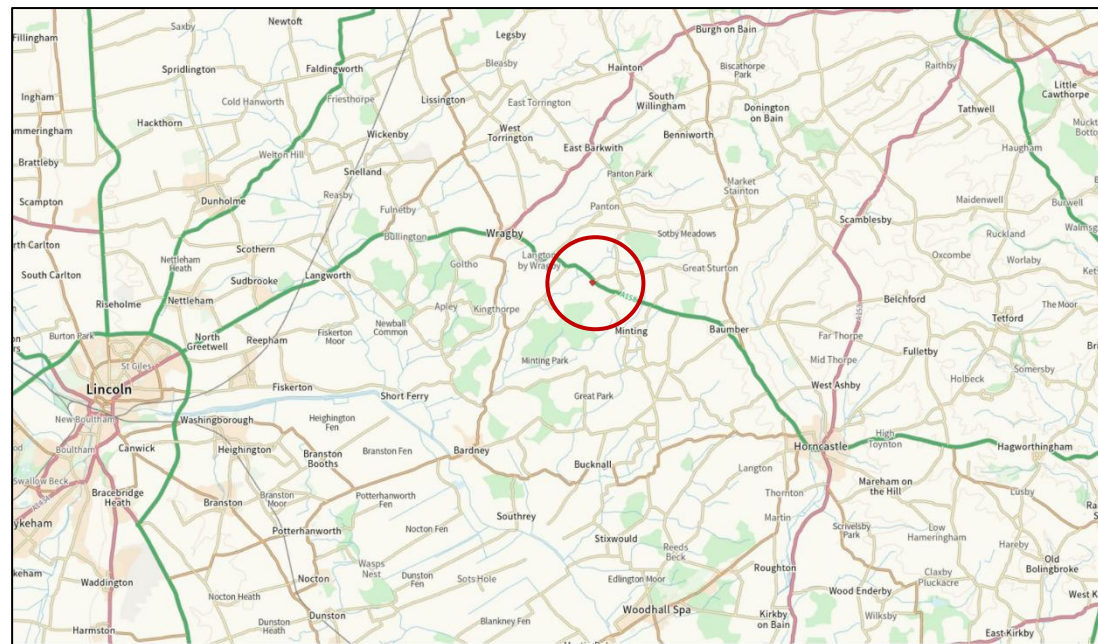 Fillingham
Saxby
Newtoft
Legsby
Burgh on Bain
Spridlington
Faldingworth
Bleasby
Hainton
Biscathorpe
Park
Raithby
Ingham
Cold Hanworth
Friesthorpe
Lissington
East Torrington
South
Willingham
Donington
on Bain
Tathwell
Little
Cawthorpe
Hackthorn
Wickenby
West
Torrington
Benniworth
Brattleby
Welton Hill
East Barkwith
Haugham
Snelland
Panton Park
Market
Stainton
Scampton
Dunholme
Reasby
Fulnetby
Panton
Maidenwell
Burwell
Scothern
Bullington
Wragby
Langton
by Wragby
Sotby Meadows
Scamblesby
Ruckland
Nettleham
Heath
Goltho
Great Sturton
Oxcombe
Worlaby
South Carlton
Sudbrooke
Langworth
Riseholme
Nettleham
Apley
Kingthorpe
Belchford
The Moor
Burton Park
North
Greetwell
Reepham
Fiskerton
Moor
Newball
Common
Minting
Baumber
Far Thorpe
Fulletby
Tetford
St Giles
Minting Park
Mid Thorpe
Somersby
Lincoln
Fiskerton
Short Ferry
Great Park
West Ashby
Holbeck
New Boultham
Washingborough
Heighington
Fen
Boultham
Canwick
Heighington
Branston
Booths
Branston Fen
Bardney
Bucknall
Horncastle
High
Toynton
Hagworthingham
Swallow Beck
Bracebridge
Heath
Branston
Branston
Moor
Potterhanworth
Fen
Langton
Thornton
Mareham on
the Hill
Lusby
Potterhanworth
Nocton Fen
Southrey
Martin
Scrivelsby
Park
Low
Hameringham
Hareby
Stixwould
Reeds
Beck
Old
Bolingbroke
Waddington
Nocton
Wasps
Nest
Dunston
Fen
Sots Hole
Edlington Moor
Roughton
Wood Enderby
Claxby
Pluckacre
Nocton Heath
Harmston
Dunston
Heath
Dunston
Blankney Fen
Woodhall Spa
Kirkby
on Bain
Wilksby
East Kirkby